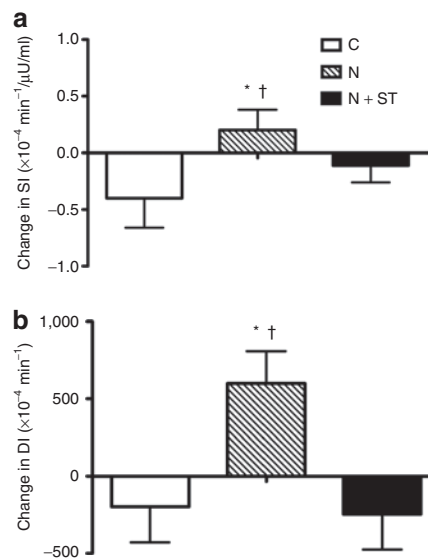 a
Change in SI (×10⁻⁴ min⁻¹/μU/ml)
1.0
0.5
0.0
−0.5
−1.0
* †
C
N
N + ST
b
Change in DI (×10⁻⁴ min⁻¹)
1,000
500
0
−500
* †